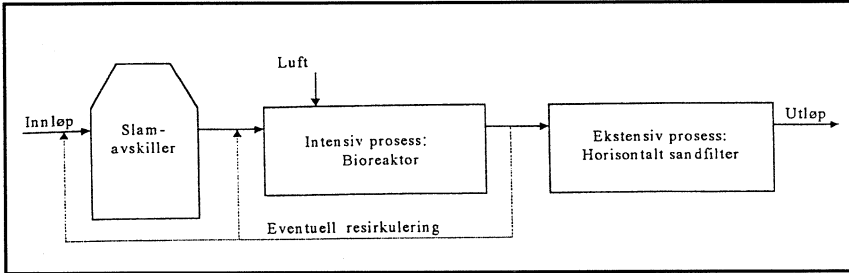 Luft
Innløp
Slam-
avskiller
Intensiv prosess:
Bioreaktor
Ekstensiv prosess:
Horisontalt sandfilter
Utløp
Eventuell resirkulering